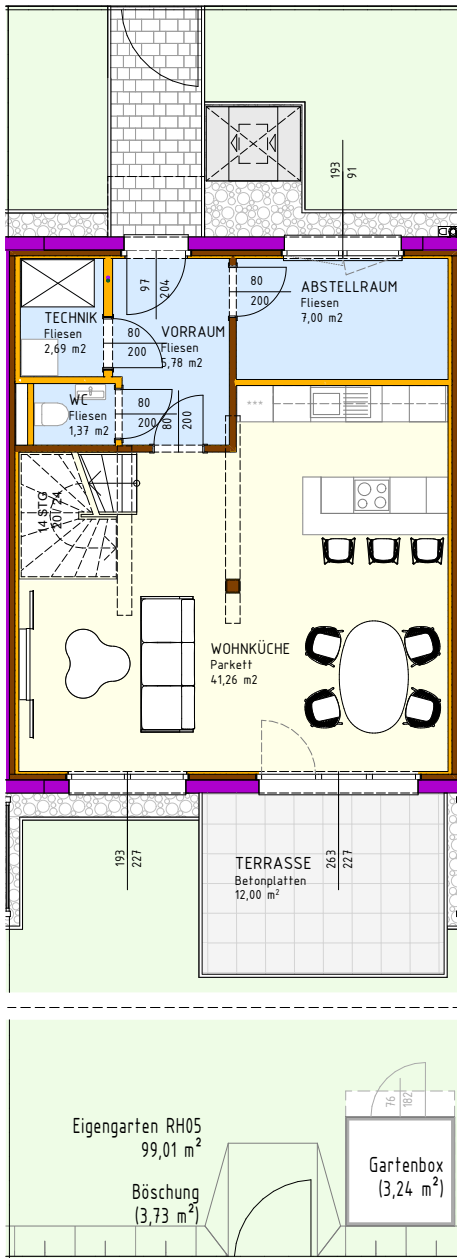 193
91
97
204
80
200
ABSTELLRAUM
Fliesen
7,00 m2
TECHNIK
Fliesen
2,69 m2
80
200
VORRAUM
Fliesen
5,78 m2
WC
Fliesen
1,37 m2
80
200
80
200
***
14 STG
20/24
WOHNKÜCHE
Parkett
41,26 m2
193
227
263
227
TERRASSE
Betonplatten
12,00 m²
76
182
Eigengarten RH05
99,01 m²
Gartenbox
(3,24 m²)
Böschung
(3,73 m²)